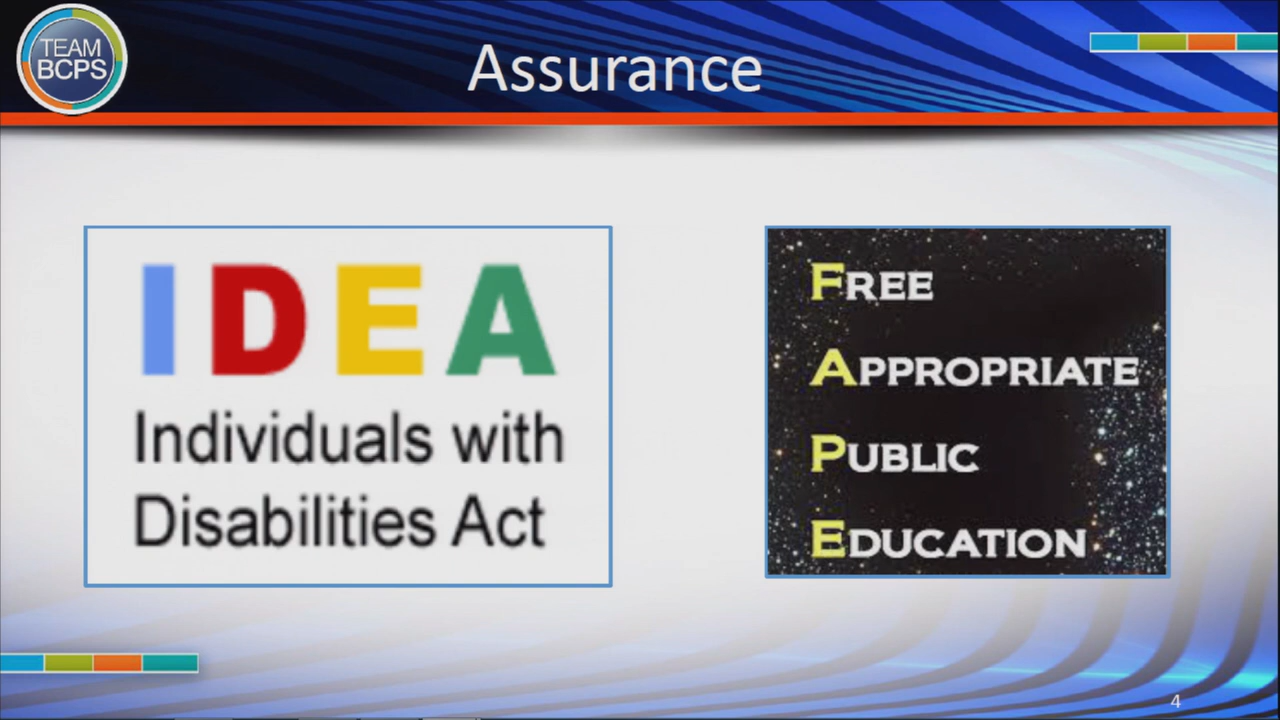 TEAM
BCPS
Assurance
IDEA
Individuals with
Disabilities Act
FREE
APPROPRIATE
PUBLIC
EDUCATION
4